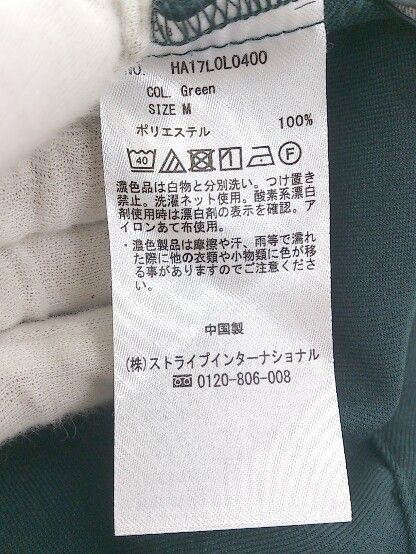 NO. HA17L0L0400
COL. Green
SIZE M
ポリエステル 100%
40 F
濃色品は白物と分別洗い。つけ置き
禁止。洗濯ネット使用。酸素系漂白
剤使用時は漂白剤の表示を確認。ア
イロンあて布使用。
・濃色製品は摩擦や汗、雨等で濡れ
た際に他の衣類や小物類に色が移
る事がありますのでご注意くださ
い。
中国製
(株)ストライプインターナショナル
0120-806-008